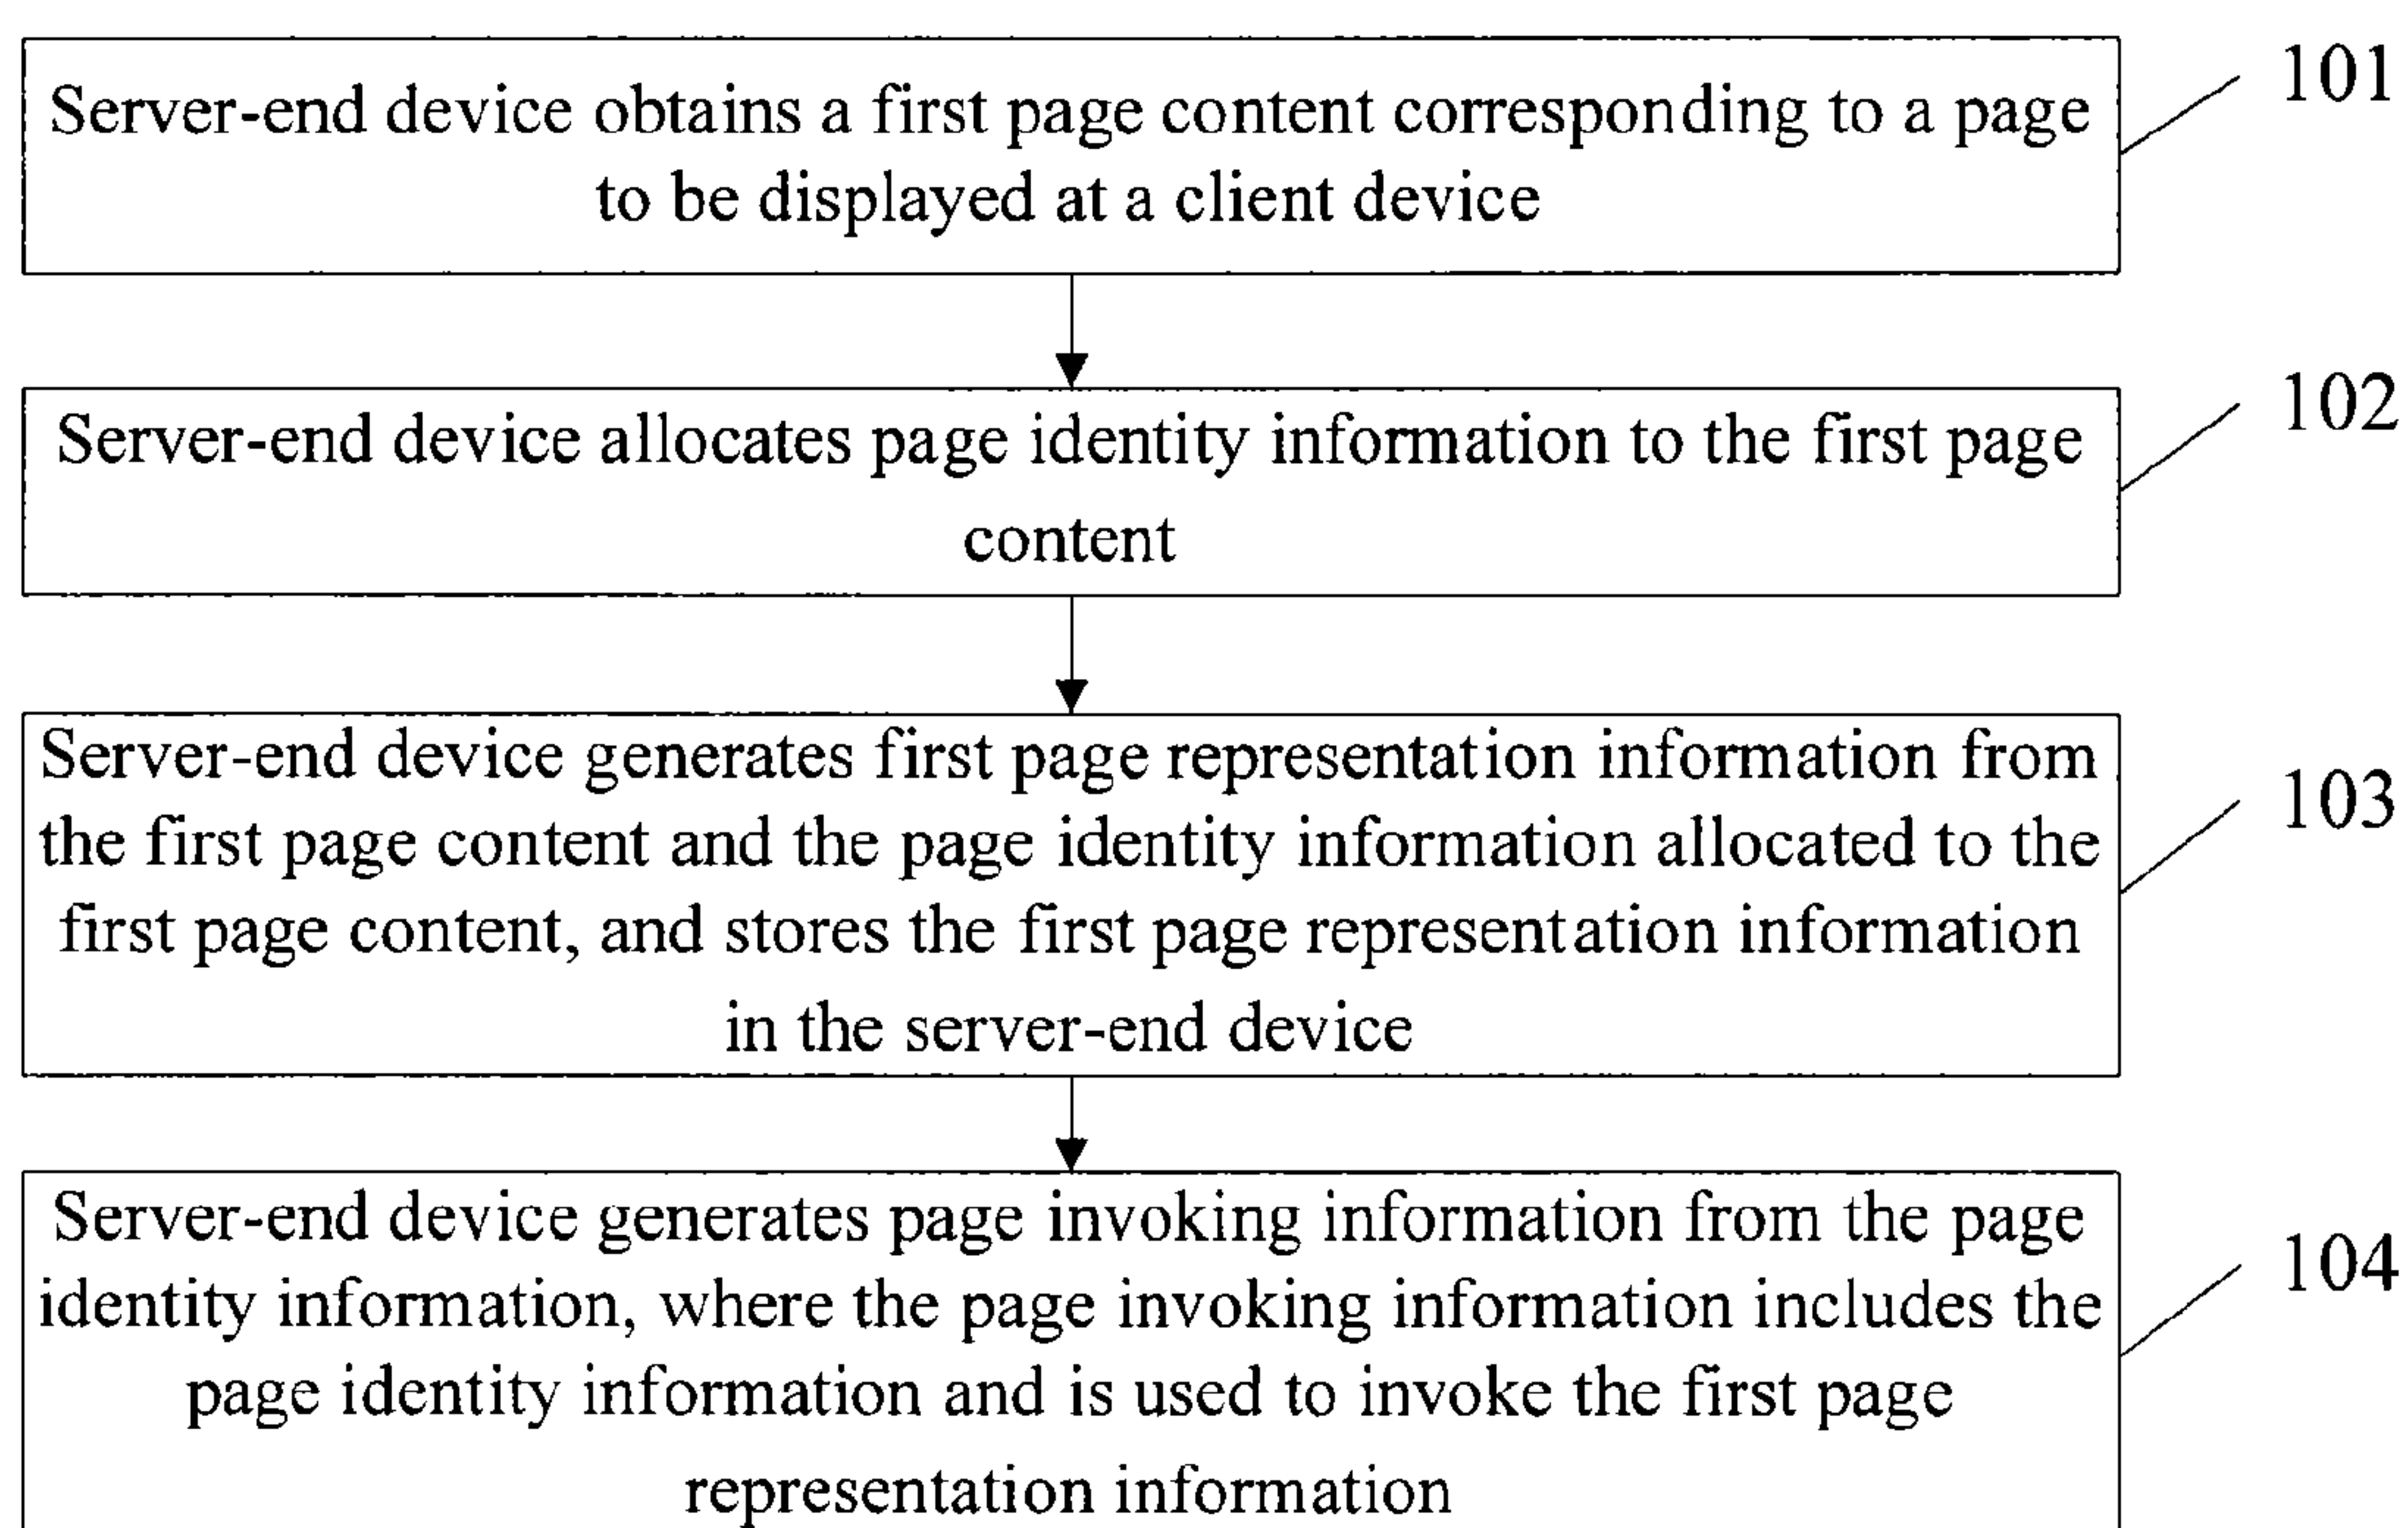 Server-end device obtains a first page content corresponding to a page
to be displayed at a client device
101
Server-end device allocates page identity information to the first page
content
102
Server-end device generates first page representation information from
the first page content and the page identity information allocated to the
first page content, and stores the first page representation information
in the server-end device
103
Server-end device generates page invoking information from the page
identity information, where the page invoking information includes the
page identity information and is used to invoke the first page
representation information
104